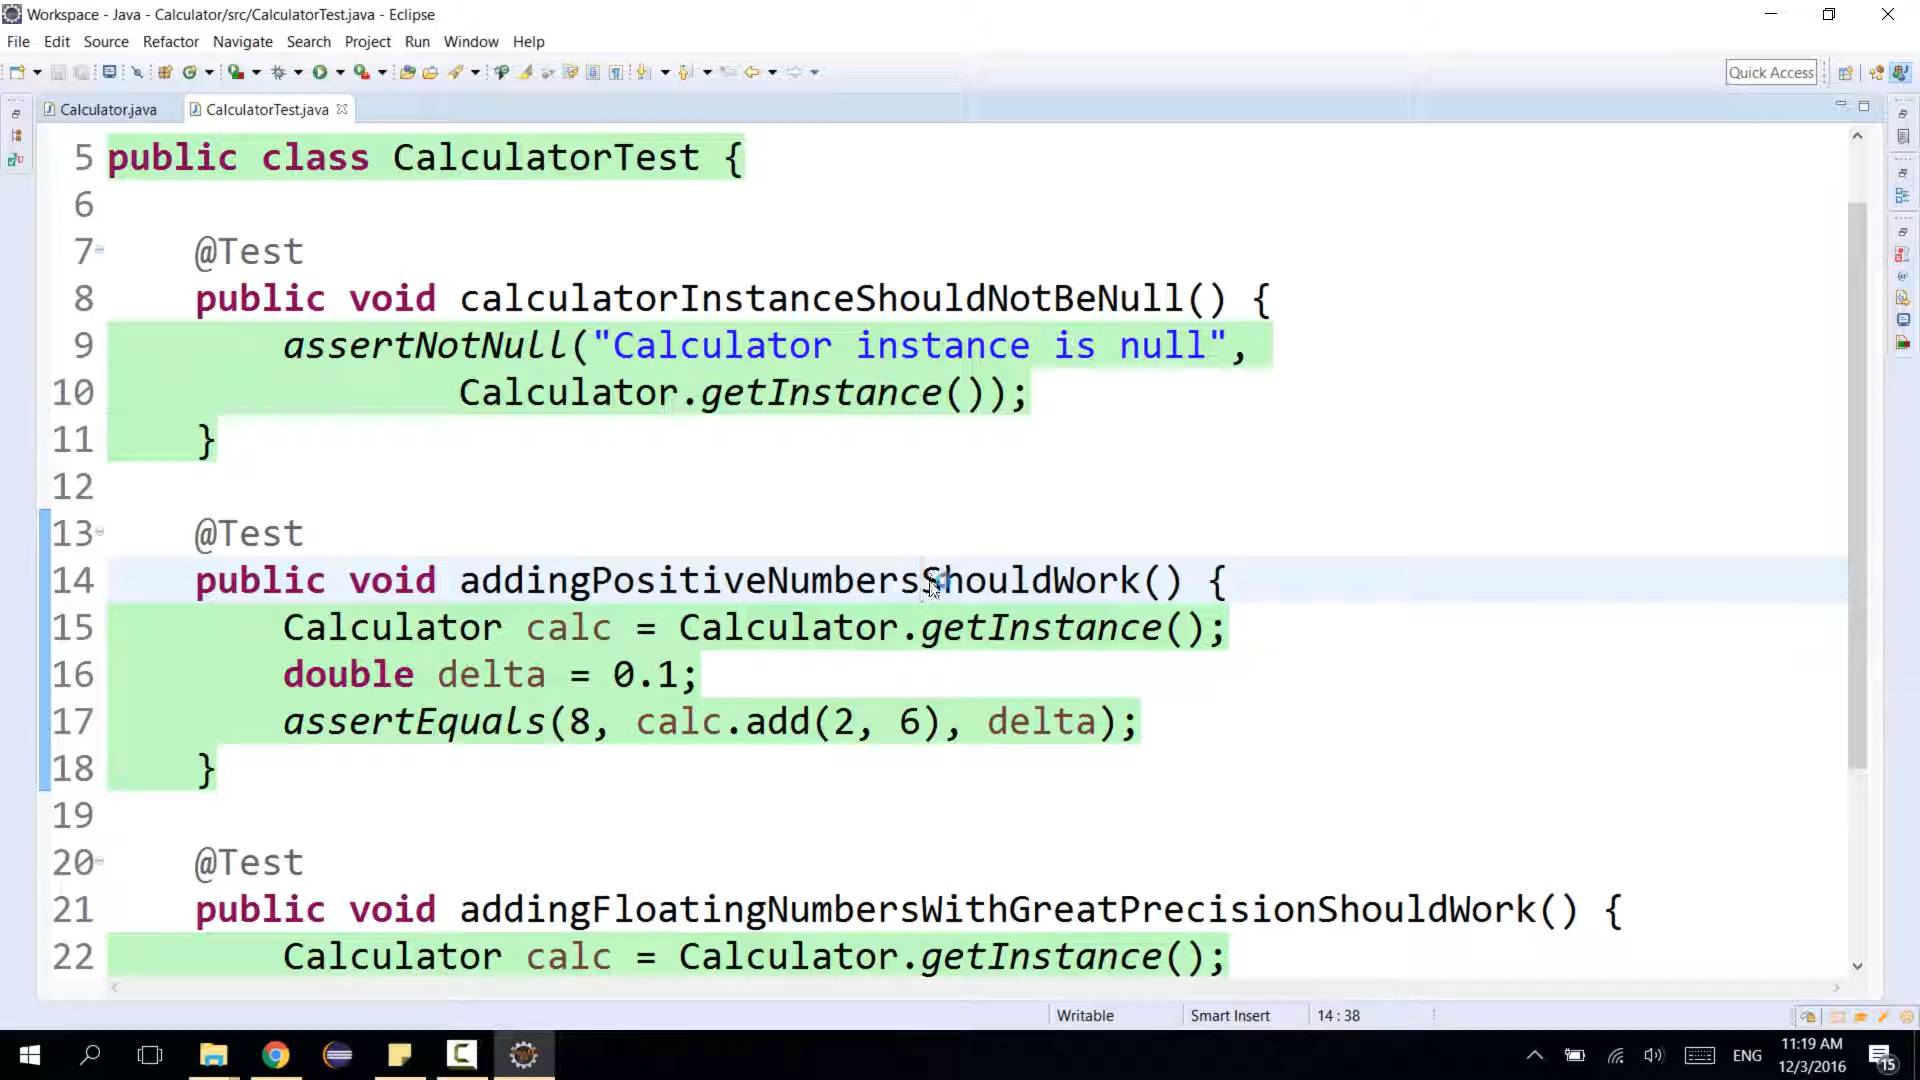 Workspace - Java - Calculator/src/CalculatorTest.java - Eclipse
File Edit Source Refactor Navigate Search Project Run Window Help
Quick Access
Calculator.java CalculatorTest.java
5 public class CalculatorTest {
6
7 @Test
8 public void calculatorInstanceShouldNotBeNull() {
9 assertNotNull("Calculator instance is null",
10 Calculator.getInstance());
11 }
12
13 @Test
14 public void addingPositiveNumbersShouldWork() {
15 Calculator calc = Calculator.getInstance();
16 double delta = 0.1;
17 assertEquals(8, calc.add(2, 6), delta);
18 }
19
20 @Test
21 public void addingFloatingNumbersWithGreatPrecisionShouldWork() {
22 Calculator calc = Calculator.getInstance();
Writable Smart Insert 14 : 38
ENG 11:19 AM
12/3/2016
15